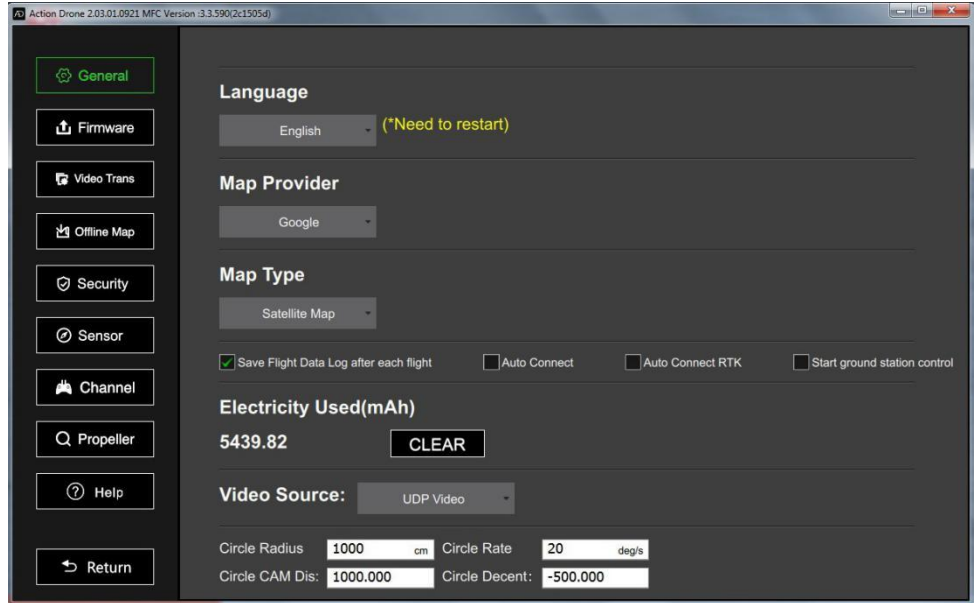 Action Drone 2.03.01.0921 MFC Version :3.3.590(2c1505d)
General
Firmware
Video Trans
Offline Map
Security
Sensor
Channel
Propeller
Help
Return
Language
English
(*Need to restart)
Map Provider
Google
Map Type
Satellite Map
Save Flight Data Log after each flight
Auto Connect
Auto Connect RTK
Start ground station control
Electricity Used(mAh)
5439.82
CLEAR
Video Source:
UDP Video
Circle Radius 1000 cm Circle Rate 20 deg/s
Circle CAM Dis: 1000.000 Circle Decent: -500.000